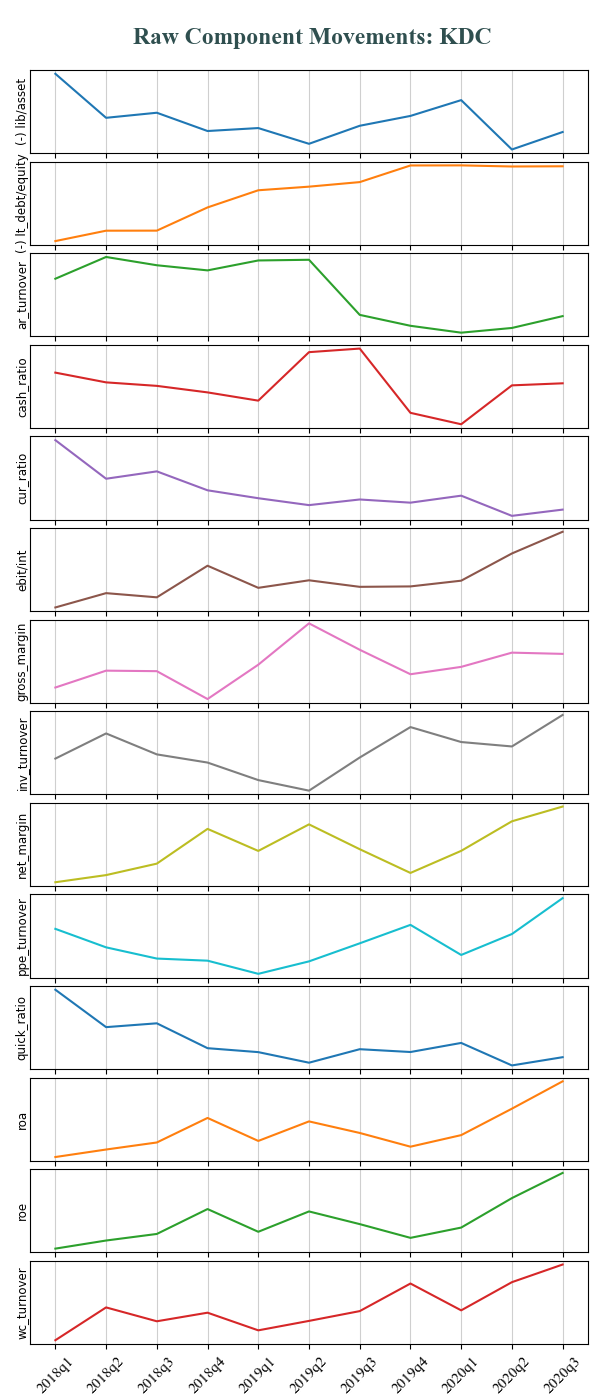 Raw Component Movements: KDC
(-) lib/asset
(-) lt_debt/equity
ar_turnover
cash_ratio
cur_ratio
ebit/int
gross_margin
inv_turnover
net_margin
ppe_turnover
quick_ratio
roa
roe
wc_turnover
2018q1 2018q2 2018q3 2018q4 2019q1 2019q2 2019q3 2019q4 2020q1 2020q2 2020q3